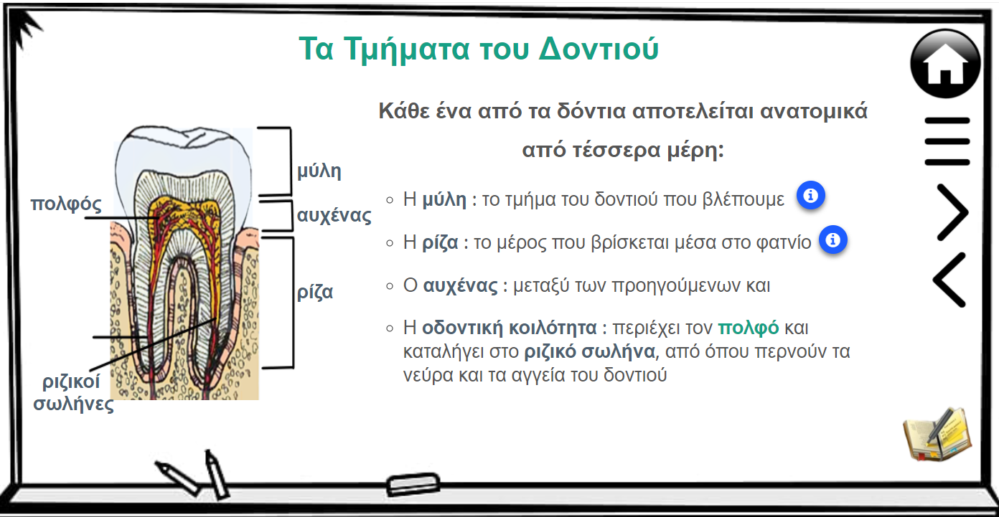 Τα Τμήματα του Δοντιού
Κάθε ένα από τα δόντια αποτελείται ανατομικά
από τέσσερα μέρη:
μύλη
πολφός
αυχένας
ρίζα
ριζικοί
σωλήνες
Η μύλη : το τμήμα του δοντιού που βλέπουμε
Η ρίζα : το μέρος που βρίσκεται μέσα στο φατνίο
Ο αυχένας : μεταξύ των προηγούμενων και
Η οδοντική κοιλότητα : περιέχει τον πολφό και
καταλήγει στο ριζικό σωλήνα, από όπου περνούν τα
νεύρα και τα αγγεία του δοντιού